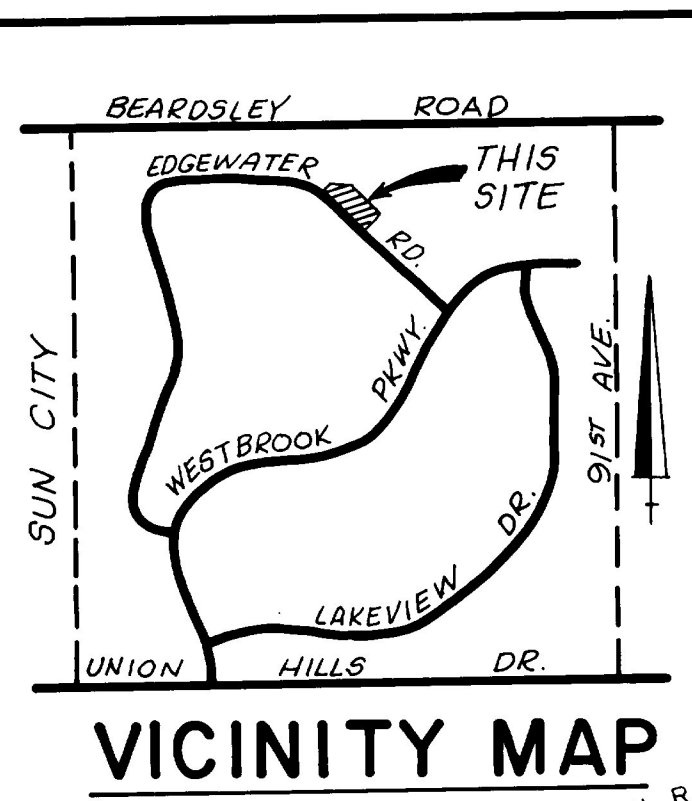 BEARDSLEY ROAD
EDGEWATER RD.
THIS
SITE
WESTBROOK PKWY.
SUN CITY
91ST AVE.
LAKEVIEW DR.
UNION HILLS DR.
VICINITY MAP
R